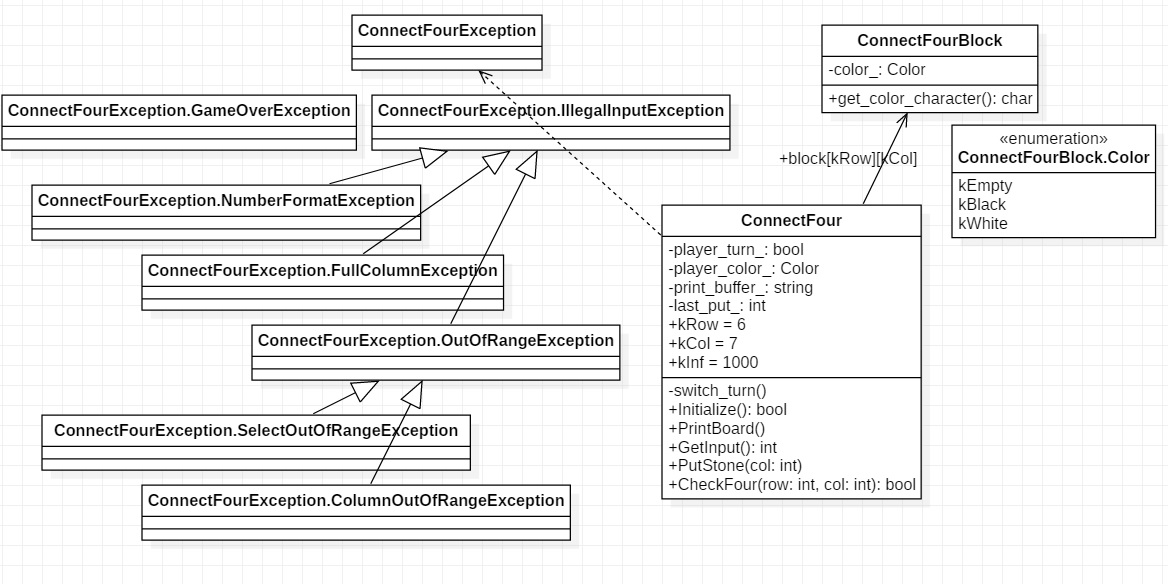 ConnectFourException
ConnectFourBlock
-color_: Color
+get_color_character(): char
ConnectFourException.GameOverException
ConnectFourException.IllegalInputException
«enumeration»
ConnectFourBlock.Color
kEmpty
kBlack
kWhite
+block[kRow][kCol]
ConnectFourException.NumberFormatException
ConnectFour
-player_turn_: bool
-player_color_: Color
-print_buffer_: string
-last_put_: int
+kRow = 6
+kCol = 7
+kInf = 1000
-switch_turn()
+Initialize(): bool
+PrintBoard()
+GetInput(): int
+PutStone(col: int)
+CheckFour(row: int, col: int): bool
ConnectFourException.FullColumnException
ConnectFourException.OutOfRangeException
ConnectFourException.SelectOutOfRangeException
ConnectFourException.ColumnOutOfRangeException